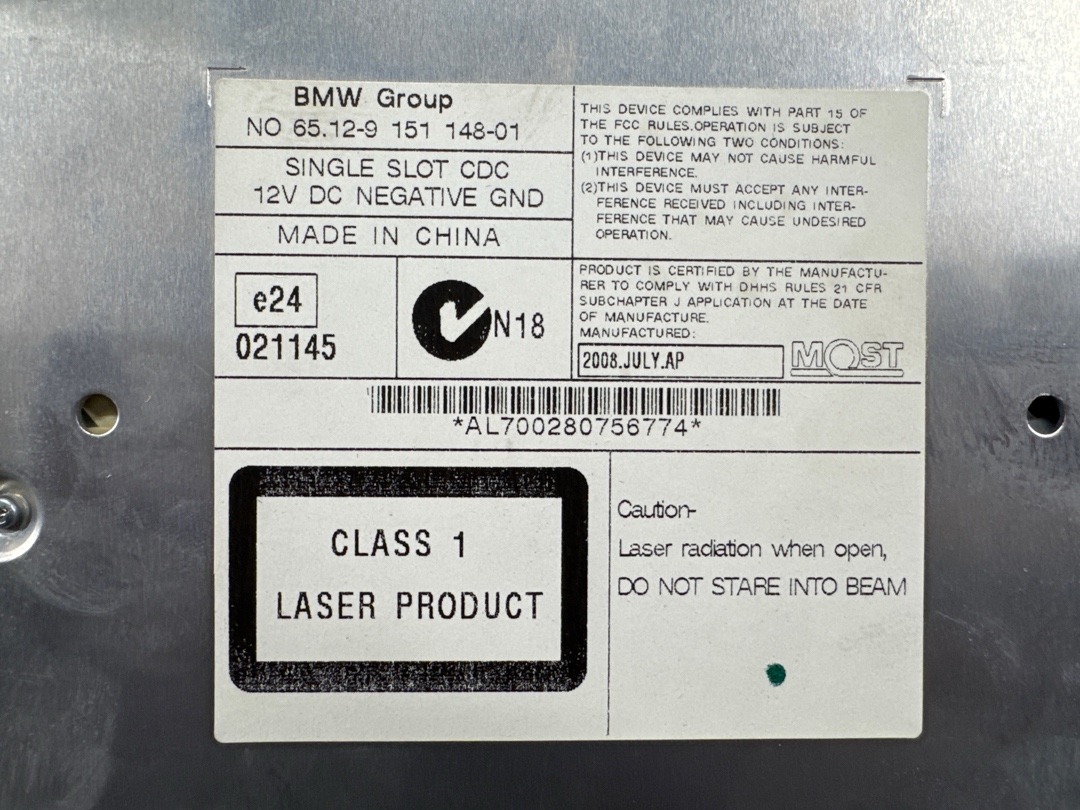 BMW Group
NO 65.12-9 151 148-01
SINGLE SLOT CDC
12V DC NEGATIVE GND
MADE IN CHINA
THIS DEVICE COMPLIES WITH PART 15 OF
THE FCC RULES.OPERATION IS SUBJECT
TO THE FOLLOWING TWO CONDITIONS:
(1)THIS DEVICE MAY NOT CAUSE HARMFUL
INTERFERENCE.
(2)THIS DEVICE MUST ACCEPT ANY INTER-
FERENCE RECEIVED INCLUDING INTER-
FERENCE THAT MAY CAUSE UNDESIRED
OPERATION.
e24
021145
N18
PRODUCT IS CERTIFIED BY THE MANUFACTU-
RER TO COMPLY WITH DHHS RULES 21 CFR
SUBCHAPTER J APPLICATION AT THE DATE
OF MANUFACTURE.
MANUFACTURED:
2008.JULY.AP
MOST
*AL700280756774*
CLASS 1
LASER PRODUCT
Caution-
Laser radiation when open,
DO NOT STARE INTO BEAM